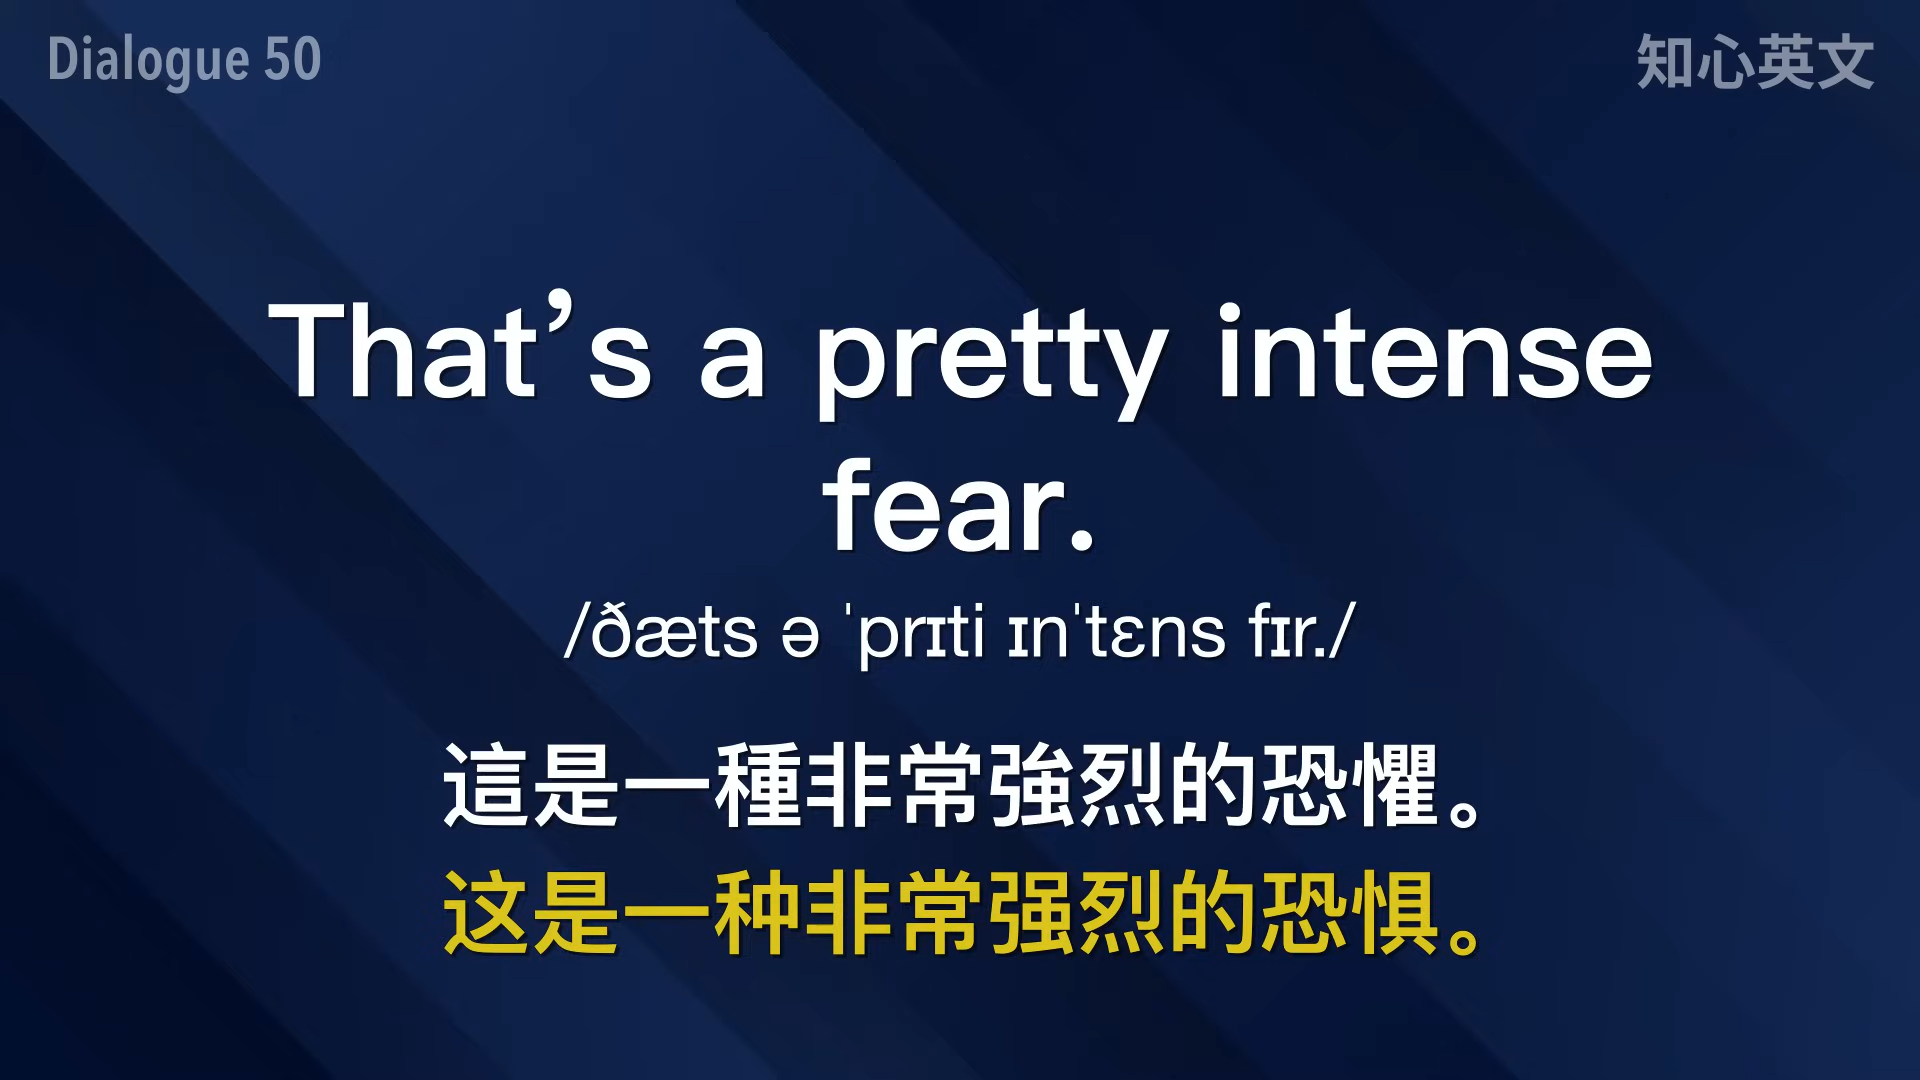 Dialogue 50
知心英文
That’s a pretty intense
fear.
/ðæts ə ˈprɪti ɪnˈtɛns fɪr./
這是一種非常強烈的恐懼。
这是一种非常强烈的恐惧。